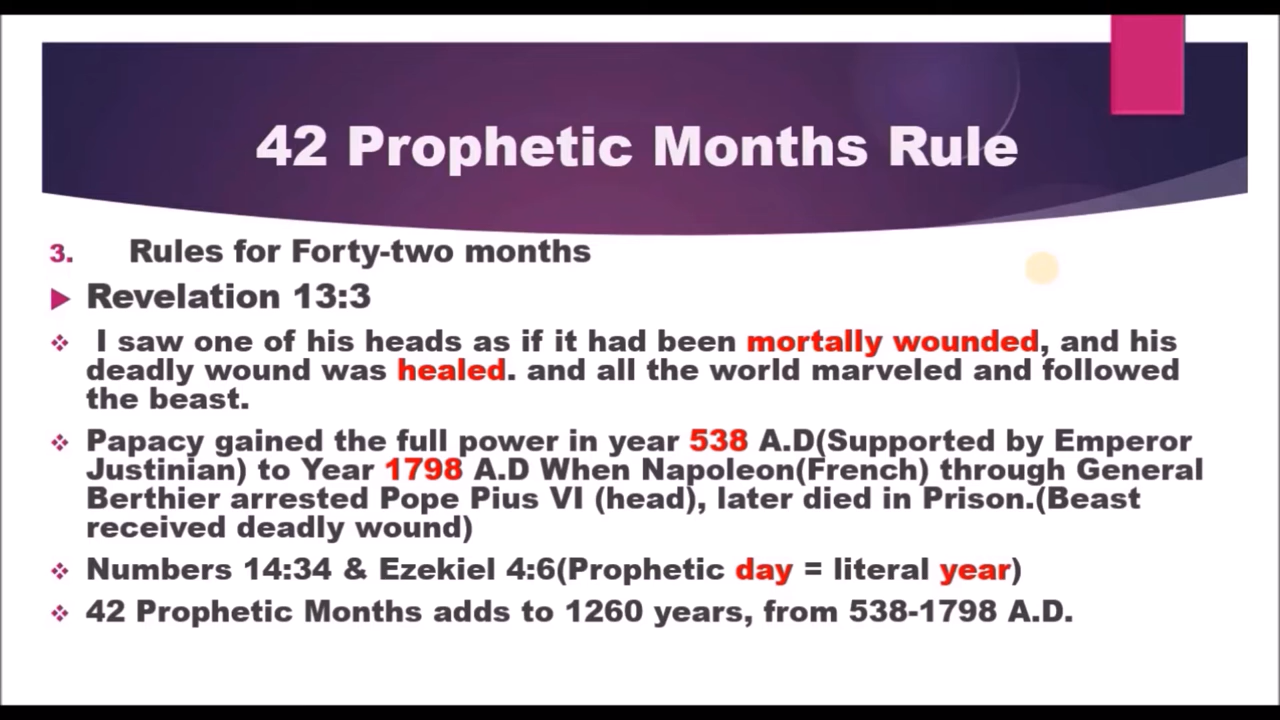 42 Prophetic Months Rule
3. Rules for Forty-two months
Revelation 13:3
I saw one of his heads as if it had been mortally wounded, and his
deadly wound was healed. and all the world marveled and followed
the beast.
Papacy gained the full power in year 538 A.D(Supported by Emperor
Justinian) to Year 1798 A.D When Napoleon(French) through General
Berthier arrested Pope Pius VI (head), later died in Prison.(Beast
received deadly wound)
Numbers 14:34 & Ezekiel 4:6(Prophetic day = literal year)
42 Prophetic Months adds to 1260 years, from 538-1798 A.D.